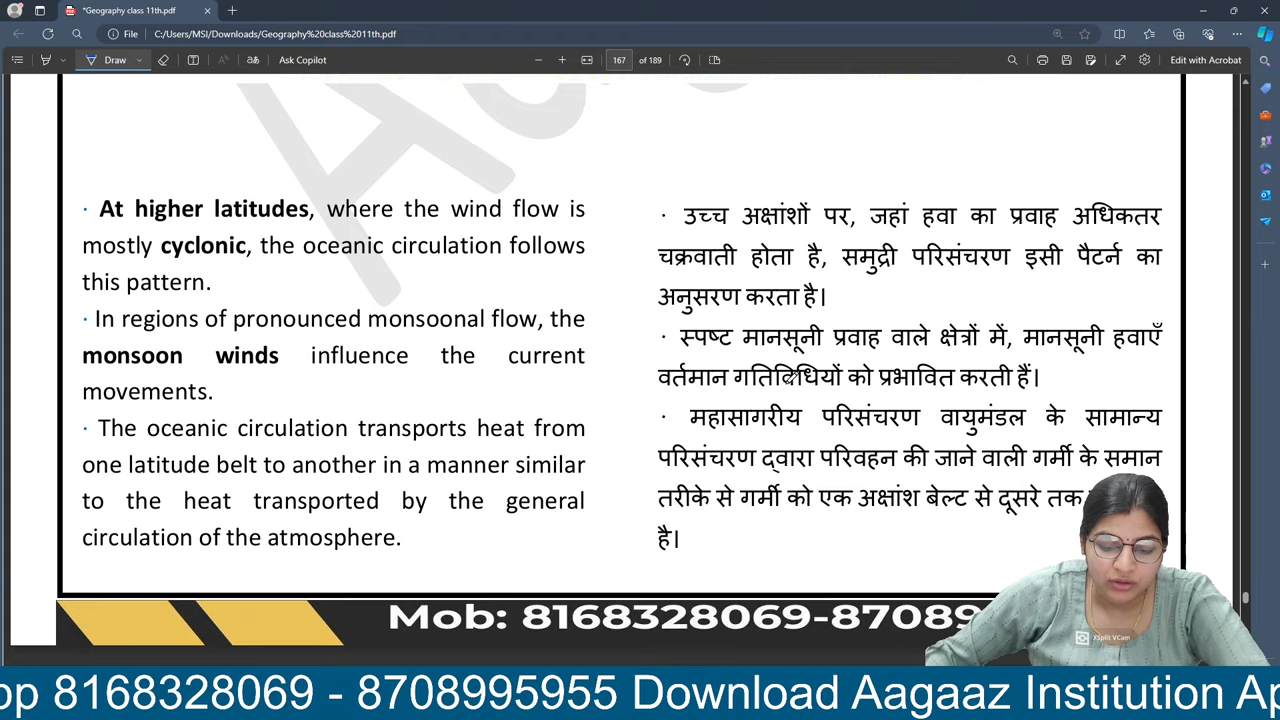 *Geography class 11th.pdf
File
C:/Users/MSI/Downloads/Geography%20class%2011th.pdf
Draw
Ask Copilot
167 of 189
Edit with Acrobat
· At higher latitudes, where the wind flow is
mostly cyclonic, the oceanic circulation follows
this pattern.
· In regions of pronounced monsoonal flow, the
monsoon winds influence the current
movements.
· The oceanic circulation transports heat from
one latitude belt to another in a manner similar
to the heat transported by the general
circulation of the atmosphere.
· उच्च अक्षांशों पर, जहां हवा का प्रवाह अधिकतर
चक्रवाती होता है, समुद्री परिसंचरण इसी पैटर्न का
अनुसरण करता है।
· स्पष्ट मानसूनी प्रवाह वाले क्षेत्रों में, मानसूनी हवाएँ
वर्तमान गतिविधियों को प्रभावित करती हैं।
· महासागरीय परिसंचरण वायुमंडल के सामान्य
परिसंचरण द्वारा परिवहन की जाने वाली गर्मी के समान
तरीके से गर्मी को एक अक्षांश बेल्ट से दूसरे तक
है।
Mob: 8168328069-87089
XSplit VCam
pp 8168328069 - 8708995955 Download Aagaaz Institution Ap